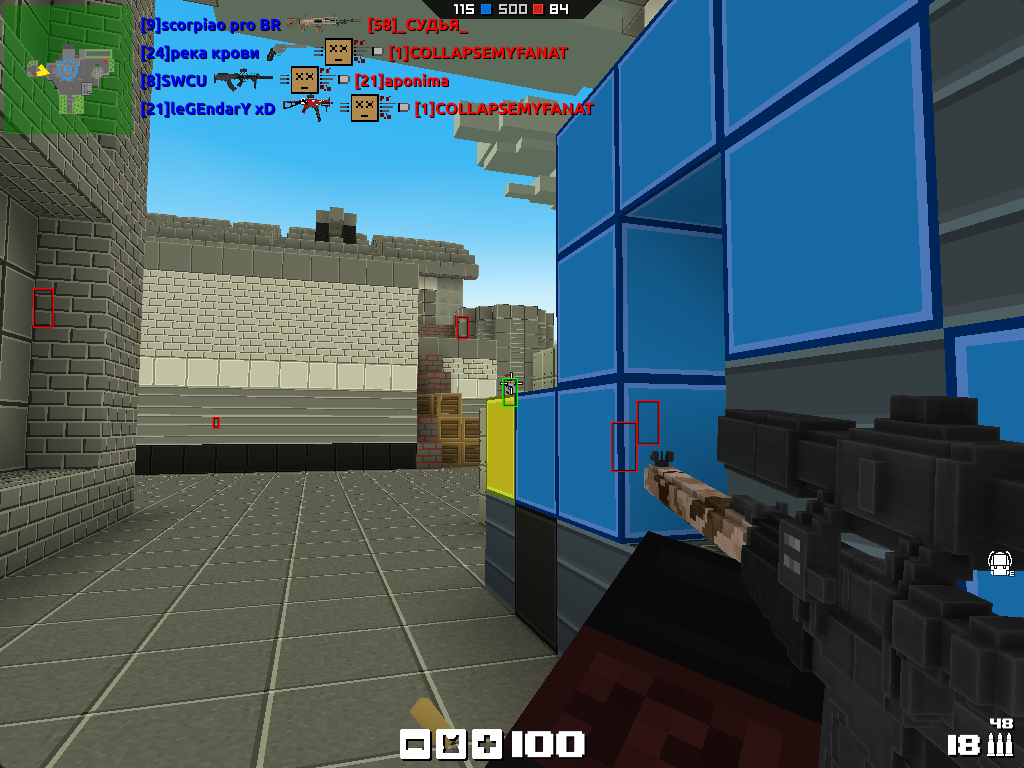 115 500 84
[9]scorpiao pro BR [58]_СУДЬЯ_
[24]река крови [1]COLLAPSEMYFANAT
[8]SWCU [21]aponima
[21]leGEndarY xD [1]COLLAPSEMYFANAT
E
48
100 18